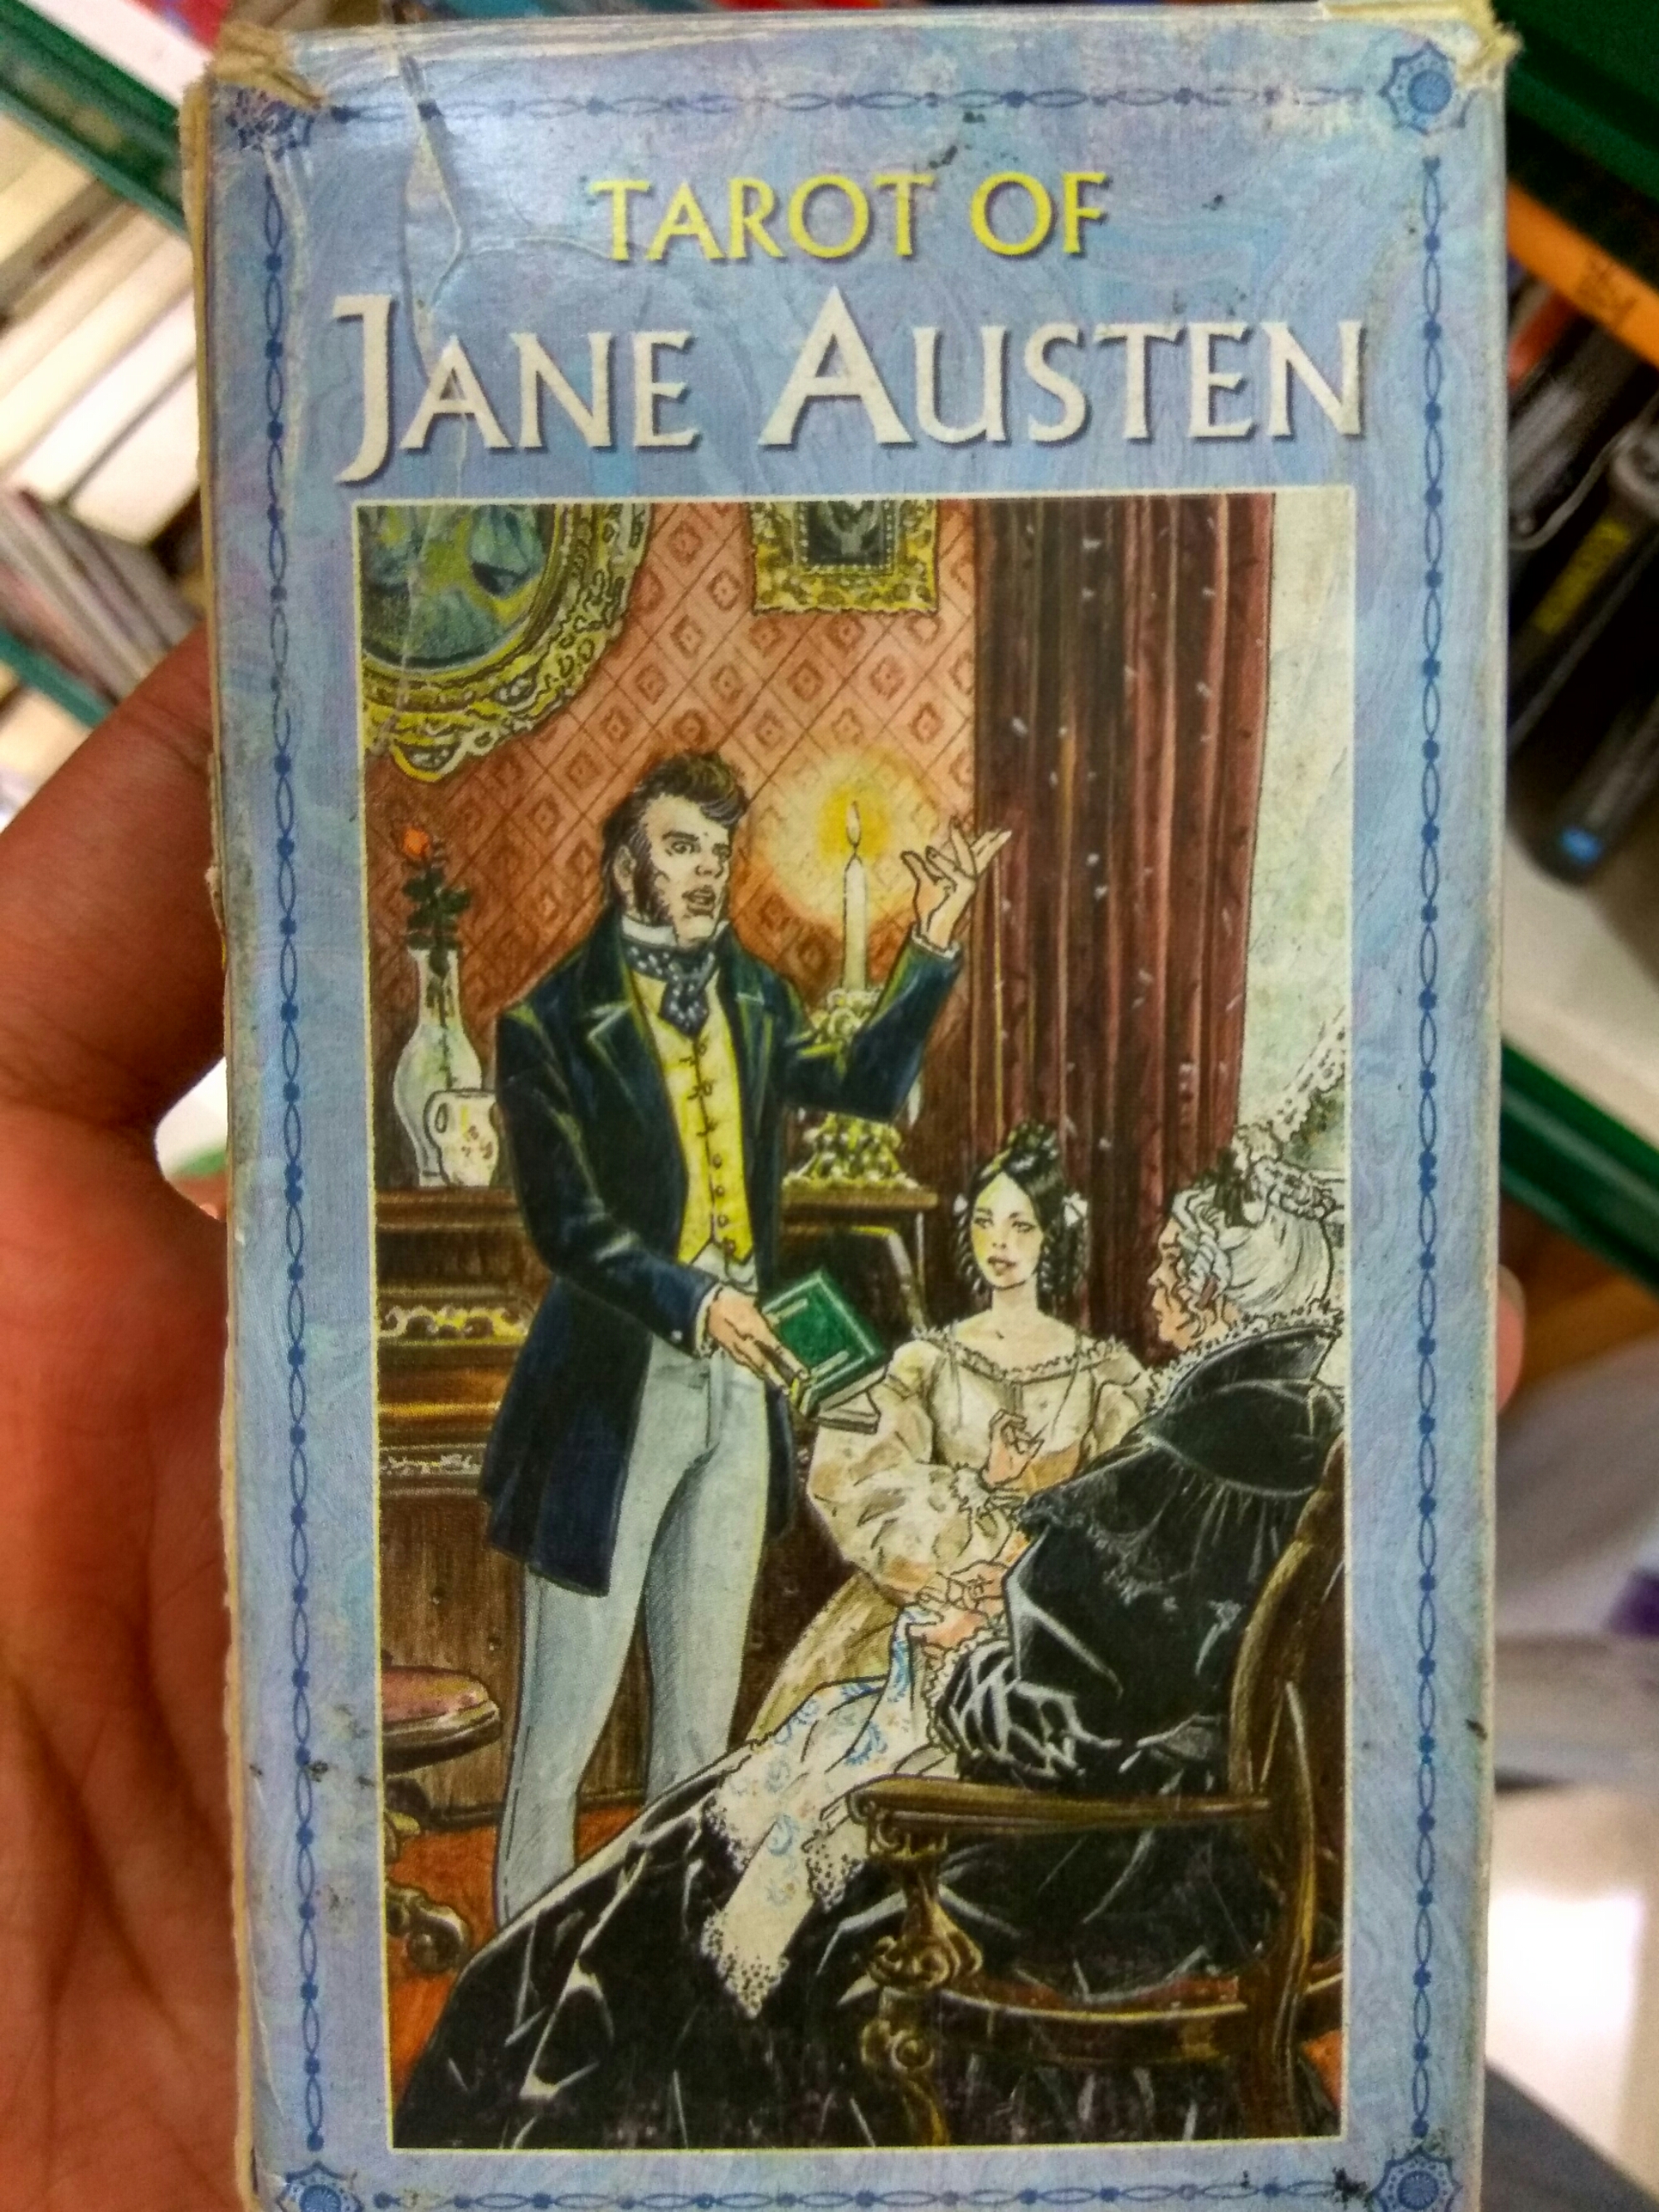 TAROT OF
JANE AUSTEN